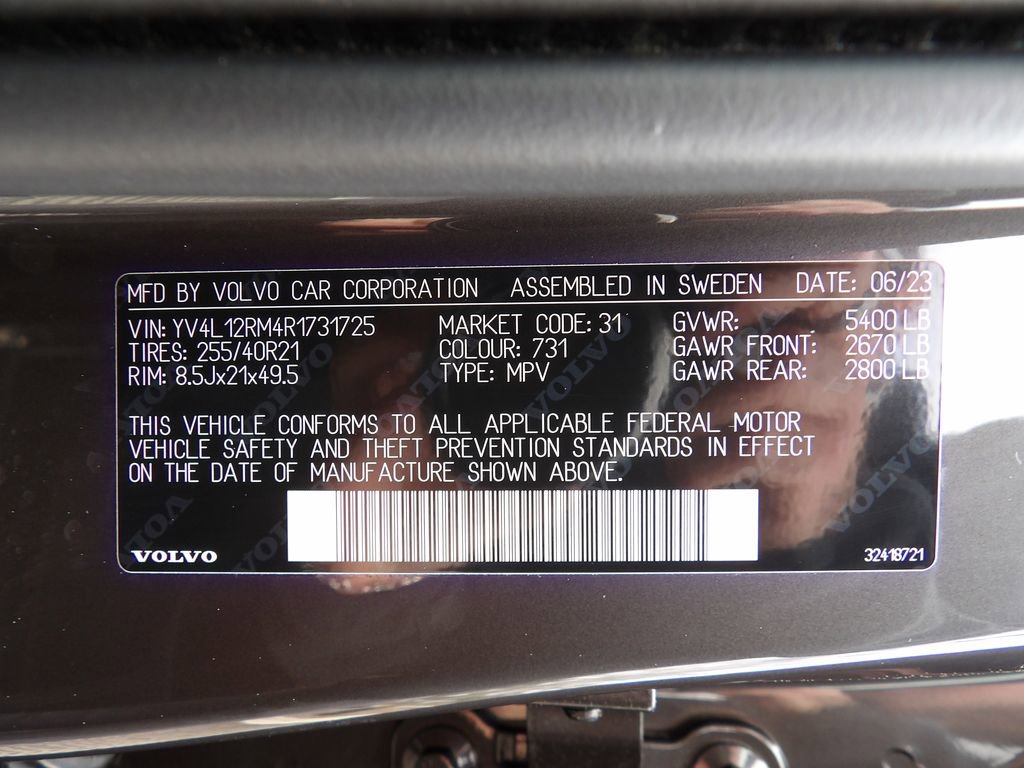 MFD BY VOLVO CAR CORPORATION ASSEMBLED IN SWEDEN DATE: 06/23
VIN: YV4L12RM4R1731725 MARKET CODE: 31 GVWR: 5400 LB
TIRES: 255/40R21 COLOUR: 731 GAWR FRONT: 2670 LB
RIM: 8.5Jx21x49.5 TYPE: MPV GAWR REAR: 2800 LB
THIS VEHICLE CONFORMS TO ALL APPLICABLE FEDERAL MOTOR
VEHICLE SAFETY AND THEFT PREVENTION STANDARDS IN EFFECT
ON THE DATE OF MANUFACTURE SHOWN ABOVE.
VOLVO 32418721